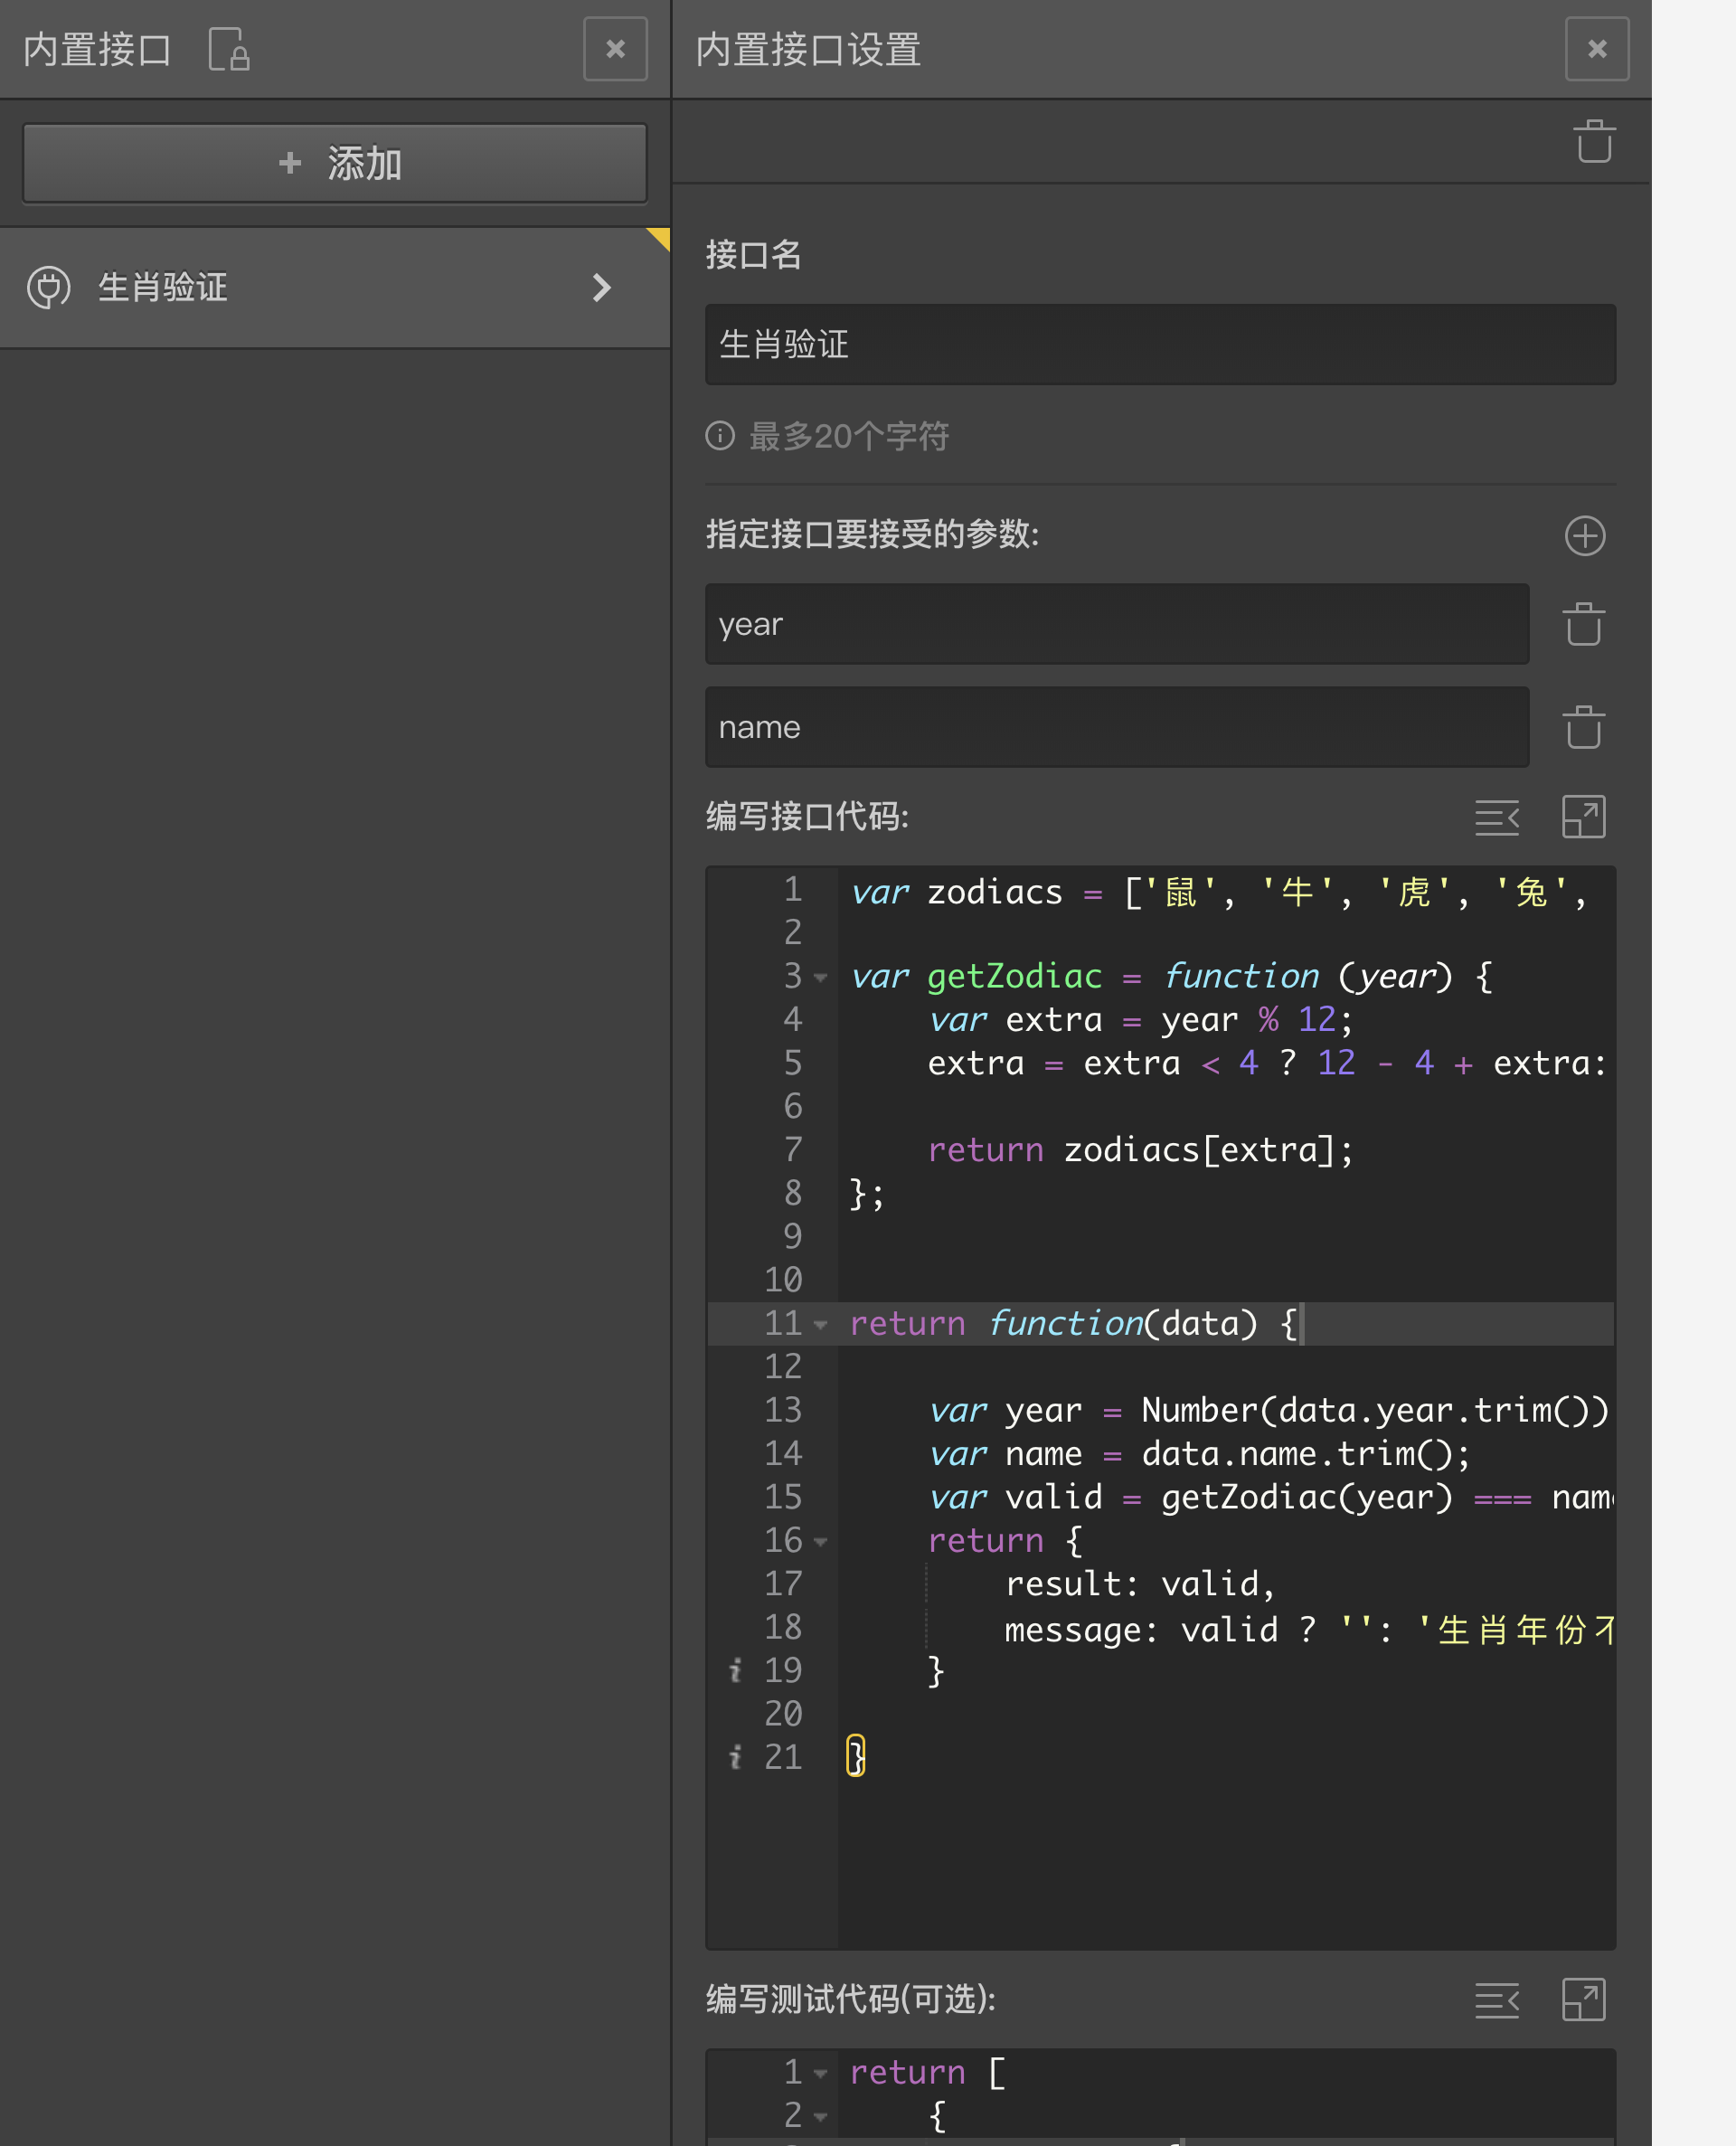 内置接口
内置接口设置
+ 添加
生肖验证
接口名
生肖验证
最多20个字符
指定接口要接受的参数:
year
name
编写接口代码:
1 var zodiacs = ['鼠', '牛', '虎', '兔',
2
3 var getZodiac = function (year) {
4 var extra = year % 12;
5 extra = extra < 4 ? 12 - 4 + extra:
6
7 return zodiacs[extra];
8 };
9
10
11 return function(data) {
12
13 var year = Number(data.year.trim())
14 var name = data.name.trim();
15 var valid = getZodiac(year) === nam
16 return {
17 result: valid,
18 message: valid ? '': '生肖年份
19 }
20
21 }
编写测试代码(可选):
1 return [
2 {